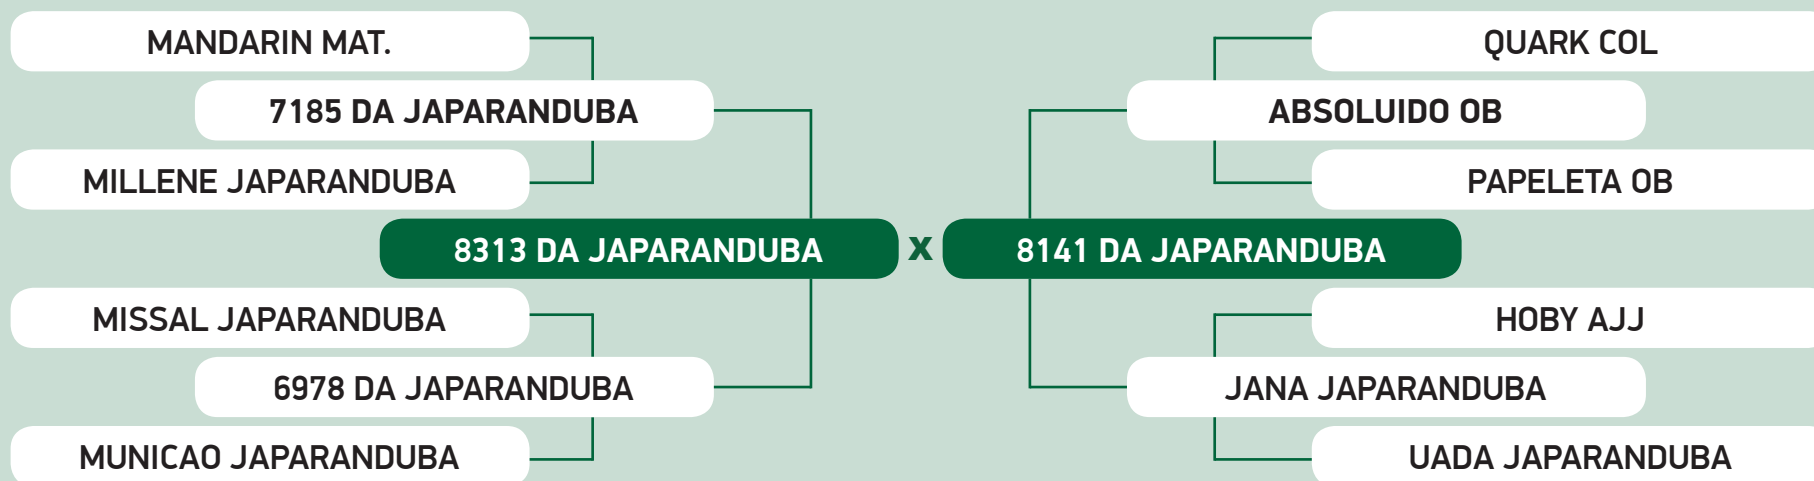 MANDARIN MAT.
7185 DA JAPARANDUBA
MILLENE JAPARANDUBA
8313 DA JAPARANDUBA
MISSAL JAPARANDUBA
6978 DA JAPARANDUBA
MUNICAO JAPARANDUBA
X
QUARK COL
ABSOLUIDO OB
PAPELETA OB
8141 DA JAPARANDUBA
HOBY AJJ
JANA JAPARANDUBA
UADA JAPARANDUBA